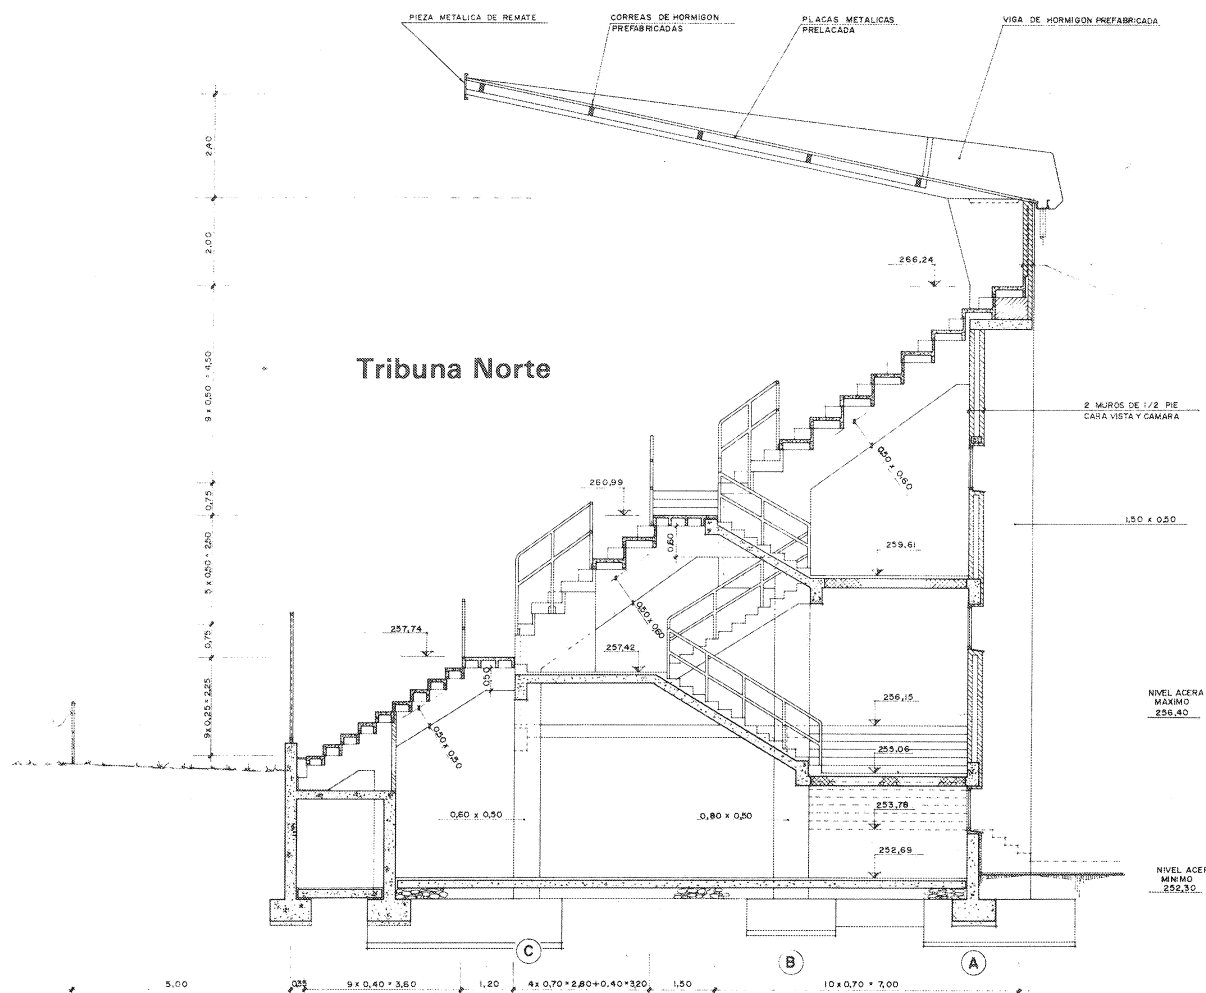 PIEZA METALICA DE REMATE
CORREAS DE HORMIGON
PREFABRICADAS
PLACAS METALICAS
PRELACADA
VIGA DE HORMIGON PREFABRICADA
2,40
2,00
266,24
Tribuna Norte
9 x 0,50 = 4,50
2 MUROS DE 1/2 PIE
CARA VISTA Y CAMARA
0,50 x 0,60
260,99
0,75
1,50 x 0,50
5 x 0,50 = 2,50
0,60
259,61
0,50 x 0,60
0,75
257,74
257,42
0,50
9 x 0,25 = 2,25
256,15
NIVEL ACERA
MAXIMO
256,40
0,50 x 0,50
255,06
0,60 x 0,50
0,80 x 0,50
253,78
252,69
NIVEL ACER
MINIMO
252,30
C
B
A
5,00
0,35
9 x 0,40 = 3,60
1,20
4 x 0,70 = 2,80+0,40=3,20
1,50
10 x 0,70 = 7,00